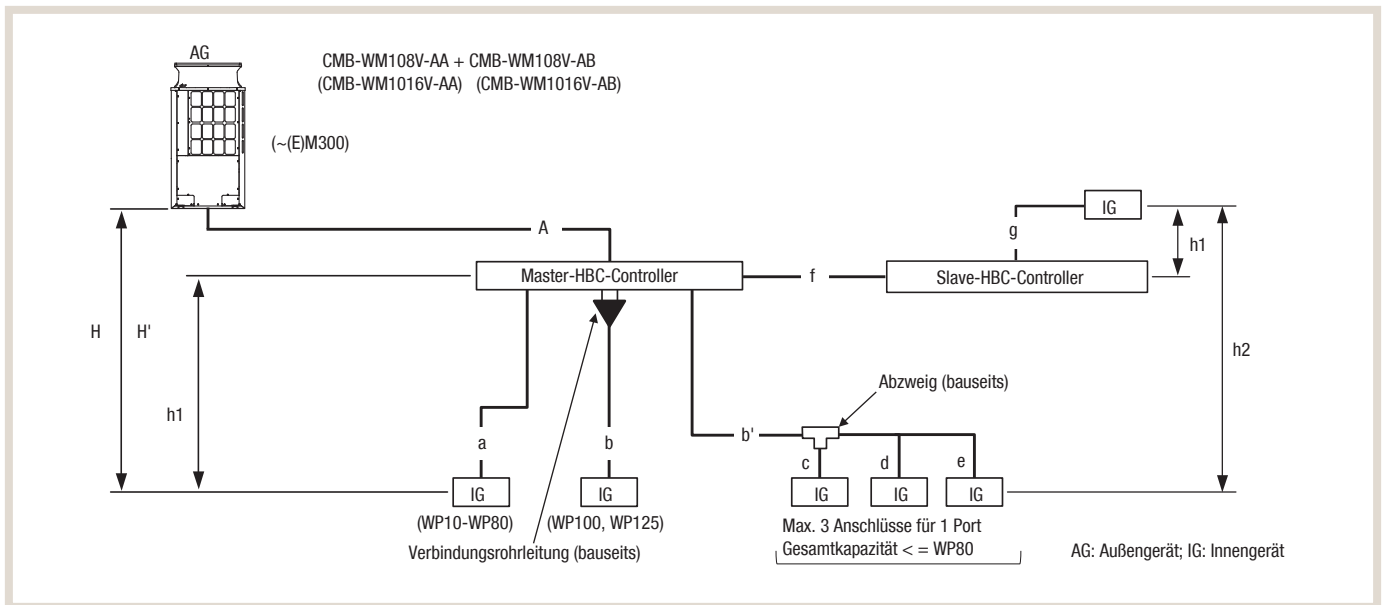 AG
CMB-WM108V-AA + CMB-WM108V-AB
(CMB-WM1016V-AA) (CMB-WM1016V-AB)
(~(E)M300)
IG
g
h1
A
Master-HBC-Controller
f
Slave-HBC-Controller
H
H'
h2
Abzweig (bauseits)
h1
a
b
b'
c
d
e
IG
IG
IG
IG
IG
(WP10-WP80)
(WP100, WP125)
Max. 3 Anschlüsse für 1 Port
Gesamtkapazität < = WP80
Verbindungsrohrleitung (bauseits)
AG: Außengerät; IG: Innengerät